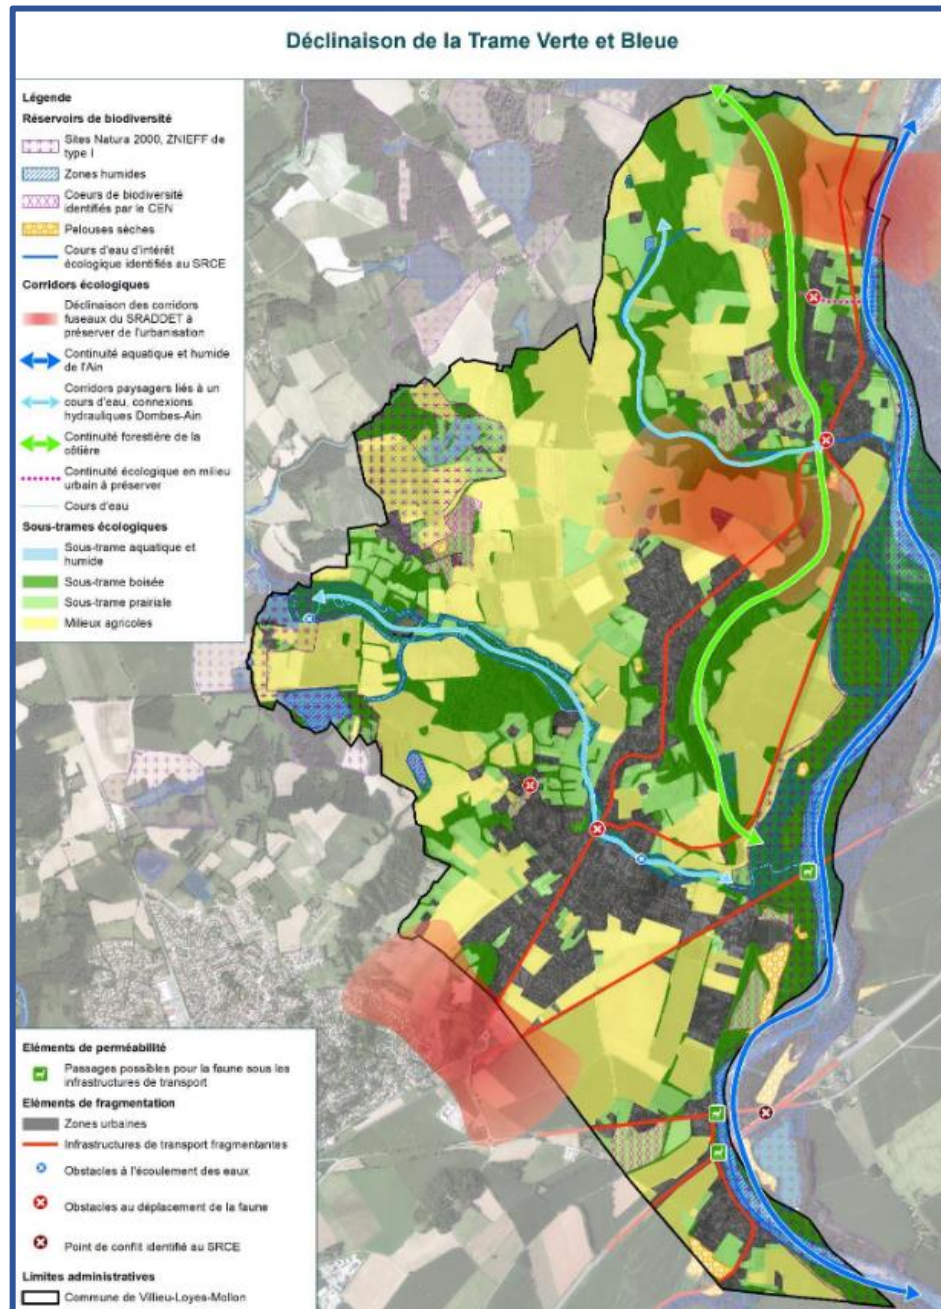 Déclinaison de la Trame Verte et Bleue
Légende
Réservoirs de biodiversité
Sites Natura 2000, ZNIEFF de
type I
Zones humides
Coeurs de biodiversité
identifiés par le CEN
Pelouses sèches
Cours d'eau d'intérêt
écologique identifiés au SRCE
Corridors écologiques
Déclinaison des corridors
fuseaux du SRADDET à
préserver de l'urbanisation
Continuité aquatique et humide
de l'Ain
Corridors paysagers liés à un
cours d'eau, connexions
hydrauliques Dombes-Ain
Continuité forestière de la
côtière
Continuité écologique en milieu
urbain à préserver
Cours d'eau
Sous-trames écologiques
Sous-trame aquatique et
humide
Sous-trame boisée
Sous-trame prairiale
Milieux agricoles
Eléments de perméabilité
Passages possibles pour la faune sous les
infrastructures de transport
Eléments de fragmentation
Zones urbaines
Infrastructures de transport fragmentantes
Obstacles à l'écoulement des eaux
Obstacles au déplacement de la faune
Point de conflit identifié au SRCE
Limites administratives
Commune de Villieu-Loyes-Mollon